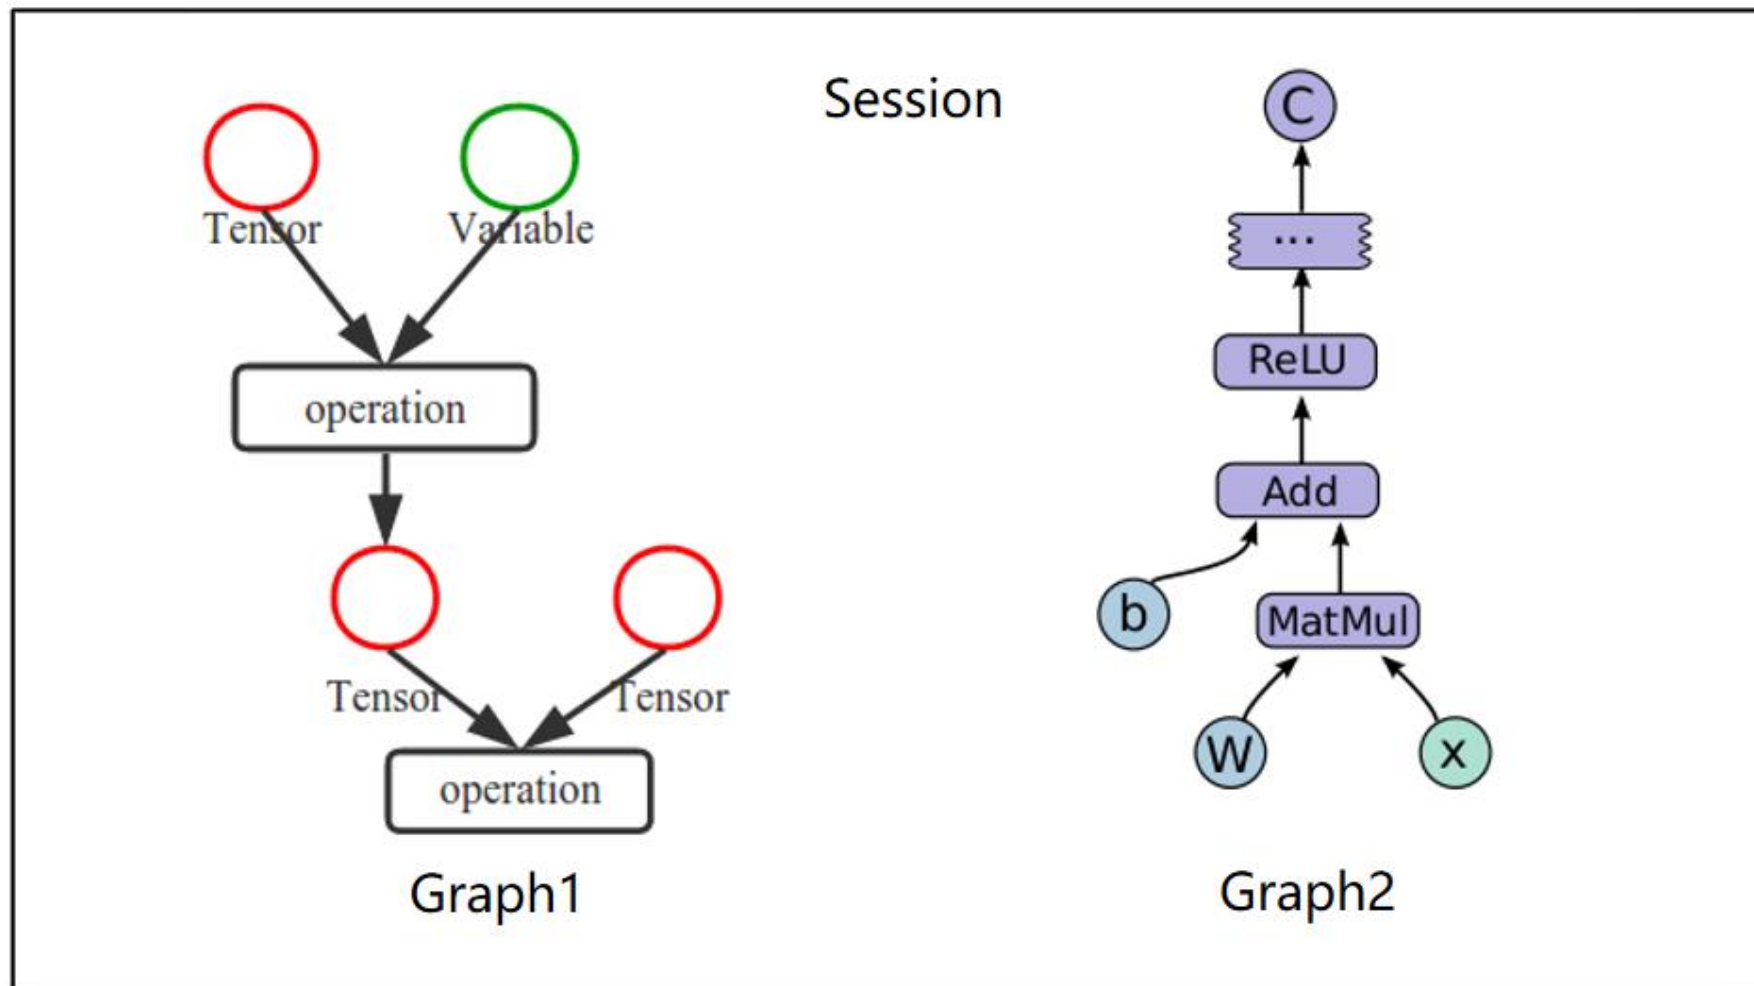 Session
Tensor
Variable
operation
Tensor
Tensor
operation
Graph1
C
...
ReLU
Add
b
MatMul
W
x
Graph2